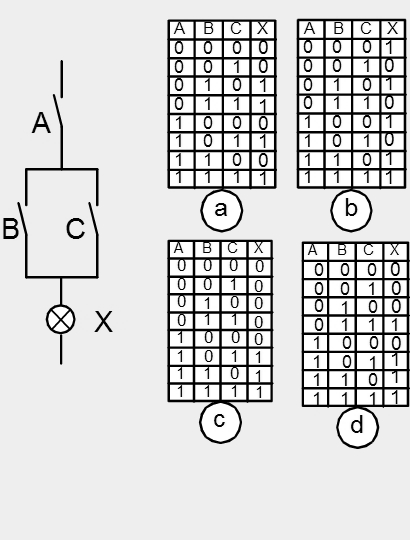 A
B C
X
A B C X
0 0 0 0
0 0 1 0
0 1 0 1
0 1 1 1
1 0 0 0
1 0 1 1
1 1 0 0
1 1 1 1
a
A B C X
0 0 0 1
0 0 1 0
0 1 0 1
0 1 1 0
1 0 0 1
1 0 1 0
1 1 0 1
1 1 1 1
b
A B C X
0 0 0 0
0 0 1 0
0 1 0 0
0 1 1 0
1 0 0 0
1 0 1 1
1 1 0 1
1 1 1 1
c
A B C X
0 0 0 0
0 0 1 0
0 1 0 0
0 1 1 1
1 0 0 0
1 0 1 1
1 1 0 1
1 1 1 1
d